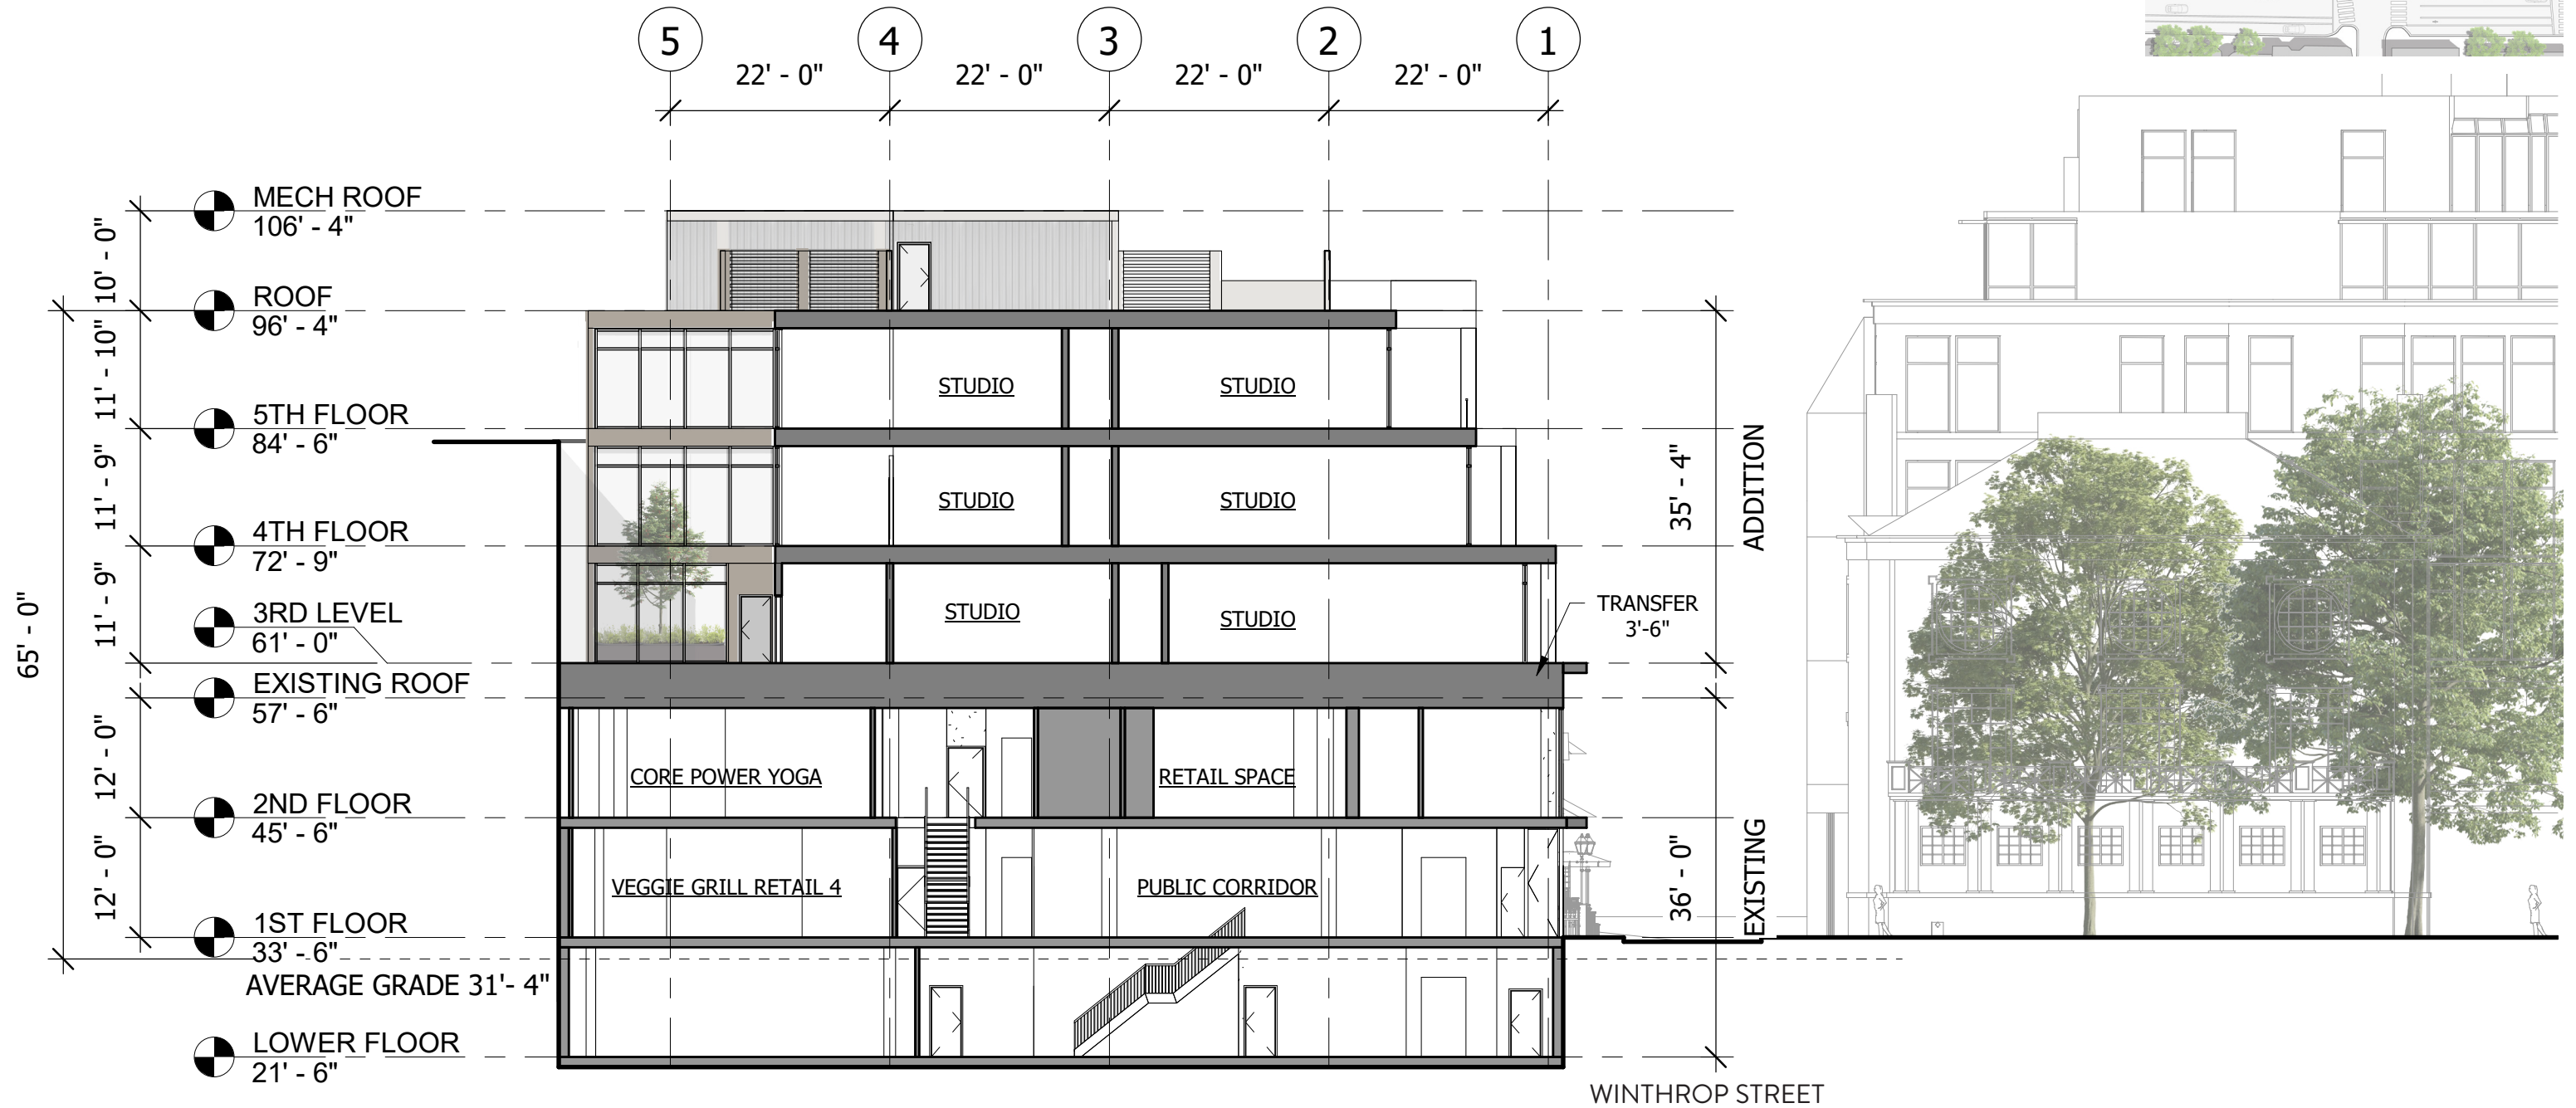 5
4
3
2
1
22' - 0"
22' - 0"
22' - 0"
22' - 0"
MECH ROOF
106' - 4"
10' - 0"
ROOF
96' - 4"
11' - 10"
STUDIO
STUDIO
5TH FLOOR
84' - 6"
11' - 9"
STUDIO
STUDIO
35' - 4"
ADDITION
4TH FLOOR
72' - 9"
11' - 9"
STUDIO
STUDIO
TRANSFER
3'-6"
3RD LEVEL
61' - 0"
65' - 0"
EXISTING ROOF
57' - 6"
12' - 0"
CORE POWER YOGA
RETAIL SPACE
2ND FLOOR
45' - 6"
12' - 0"
VEGGIE GRILL RETAIL 4
PUBLIC CORRIDOR
36' - 0"
EXISTING
1ST FLOOR
33' - 6"
AVERAGE GRADE 31'- 4"
LOWER FLOOR
21' - 6"
WINTHROP STREET